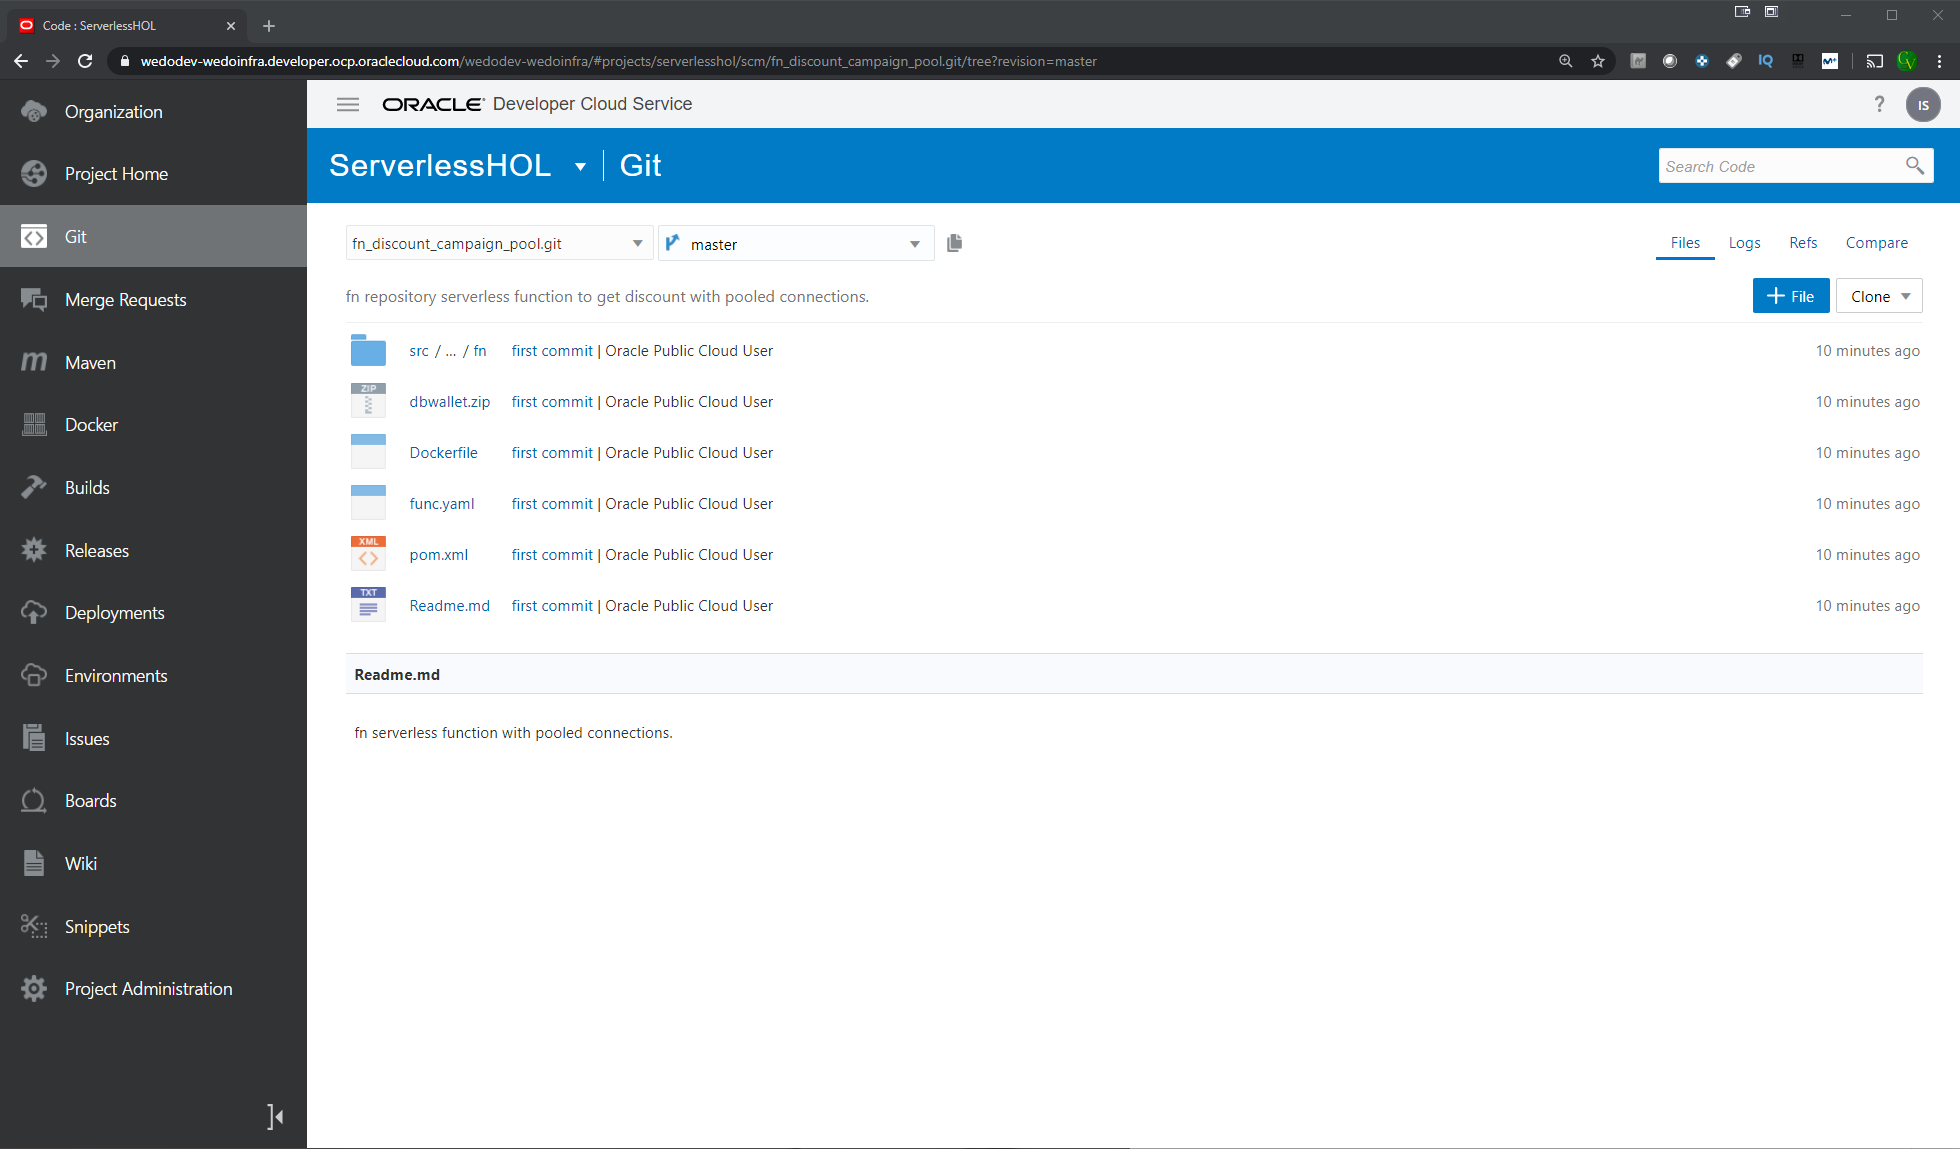 Code : ServerlessHOL
wedodev-wedoinfra.developer.ocp.oraclecloud.com/wedodev-wedoinfra/#projects/serverlesshol/scm/fn_discount_campaign_pool.git/tree?revision=master
IQ
Organization
Project Home
Git
Merge Requests
Maven
Docker
Builds
Releases
Deployments
Environments
Issues
Boards
Wiki
Snippets
Project Administration
ORACLE Developer Cloud Service
? IS
ServerlessHOL | Git
Search Code
fn_discount_campaign_pool.git master
Files Logs Refs Compare
fn repository serverless function to get discount with pooled connections.
+ File Clone
src / ... / fn first commit | Oracle Public Cloud User 10 minutes ago
ZIP dbwallet.zip first commit | Oracle Public Cloud User 10 minutes ago
Dockerfile first commit | Oracle Public Cloud User 10 minutes ago
func.yaml first commit | Oracle Public Cloud User 10 minutes ago
XML pom.xml first commit | Oracle Public Cloud User 10 minutes ago
TXT Readme.md first commit | Oracle Public Cloud User 10 minutes ago
Readme.md
fn serverless function with pooled connections.